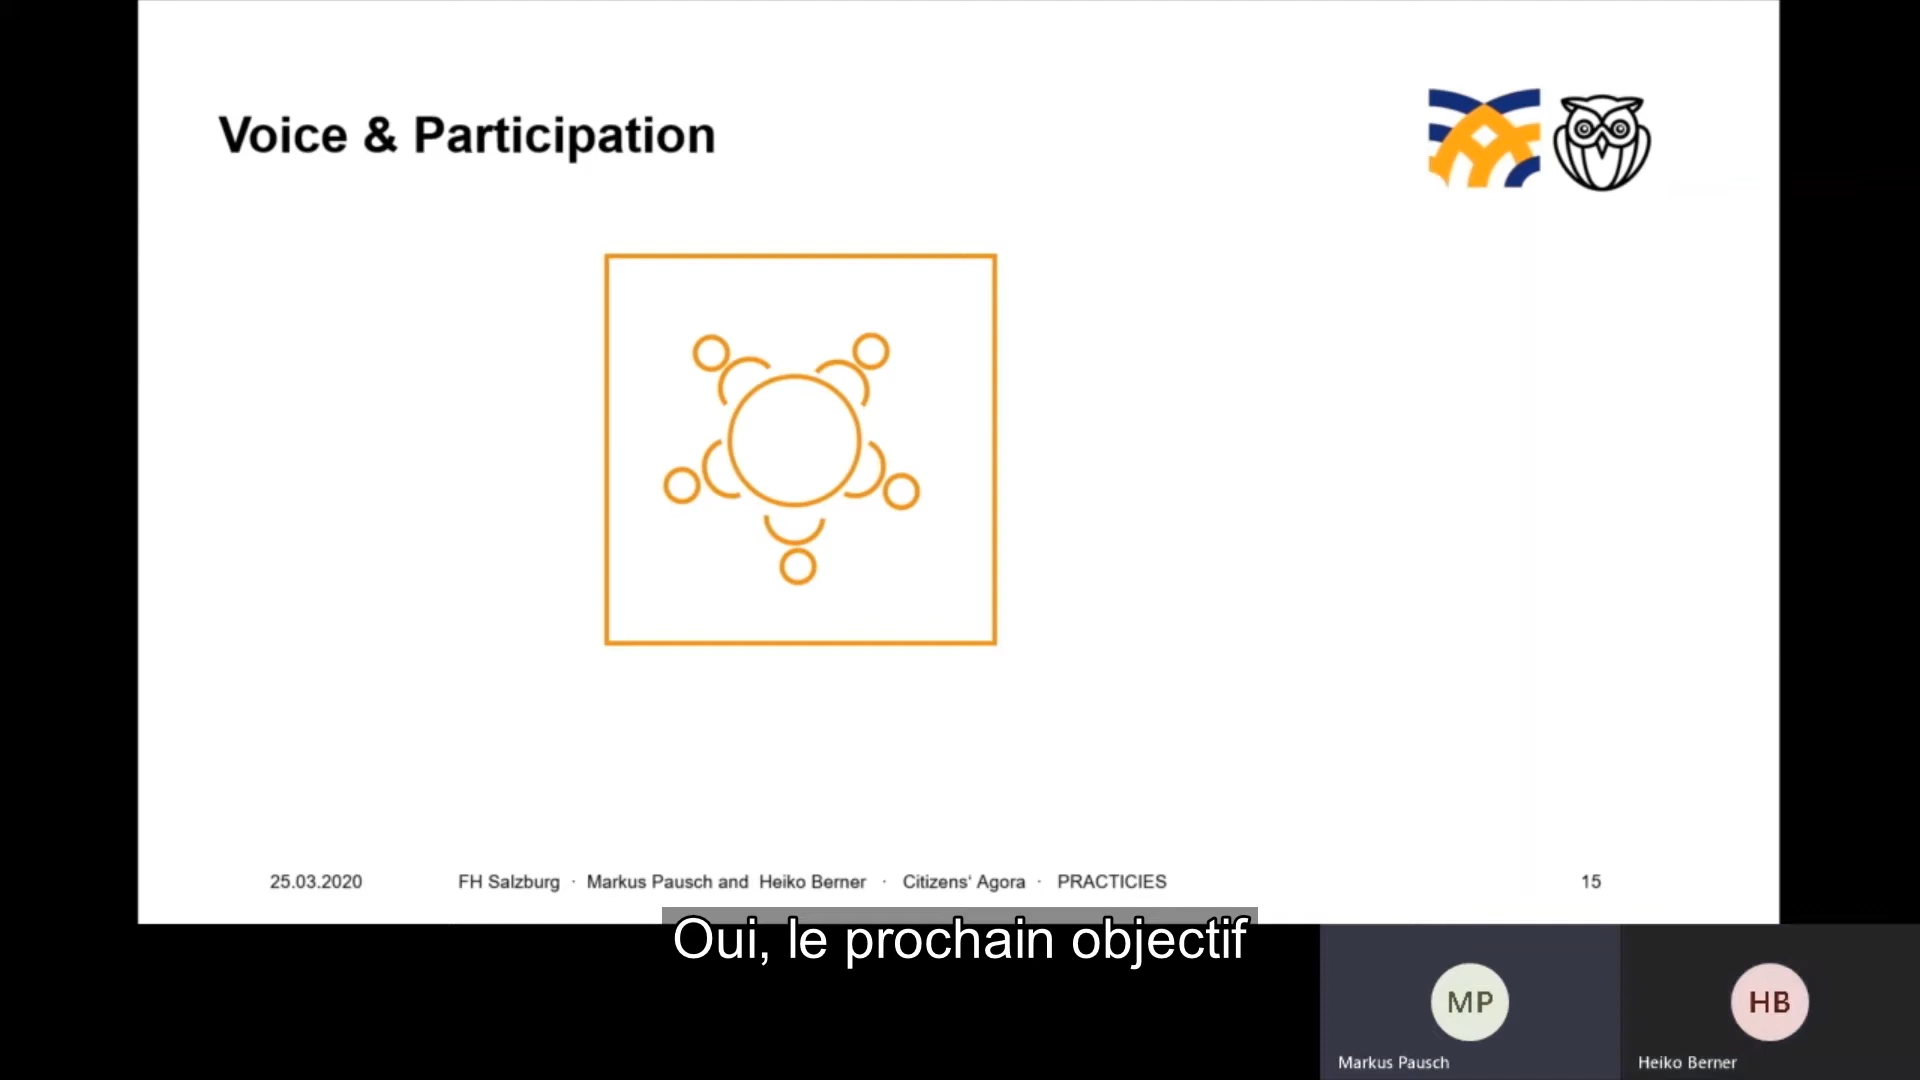 Voice & Participation
25.03.2020 FH Salzburg · Markus Pausch and Heiko Berner · Citizens‘ Agora · PRACTICIES 15
Oui, le prochain objectif
MP HB
Markus Pausch Heiko Berner